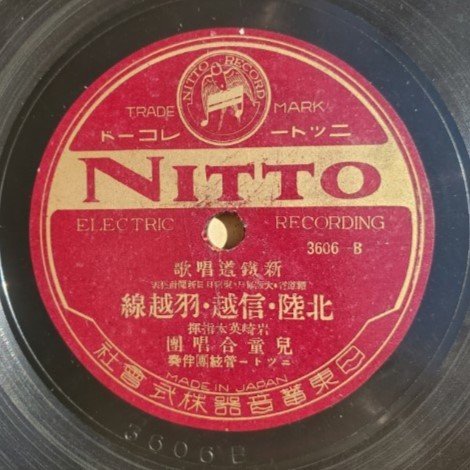 NITTO RECORD
TRADE MARK
ニットーレコード
NITTO
ELECTRIC RECORDING
3606-B
新鐵道唱歌
北陸・信越・羽越線
岩崎英太指揮
兒童合唱團
ニットー管絃團伴奏
MADE IN JAPAN
日東蓄音器株式會社
3606B